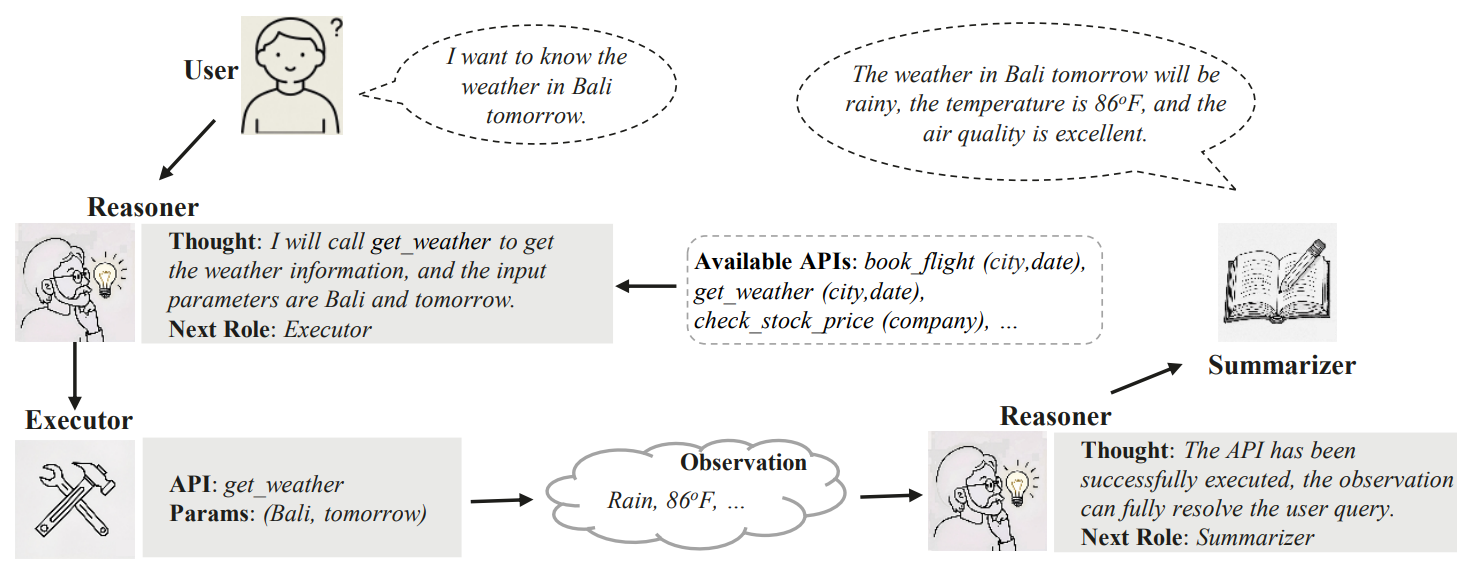 User
?
I want to know the
weather in Bali
tomorrow.
The weather in Bali tomorrow will be
rainy, the temperature is 86°F, and the
air quality is excellent.
Reasoner
Thought: I will call get_weather to get
the weather information, and the input
parameters are Bali and tomorrow.
Next Role: Executor
Available APIs: book_flight (city,date),
get_weather (city,date),
check_stock_price (company), ...
Summarizer
Executor
API: get_weather
Params: (Bali, tomorrow)
Observation
Rain, 86°F, ...
Reasoner
Thought: The API has been
successfully executed, the observation
can fully resolve the user query.
Next Role: Summarizer